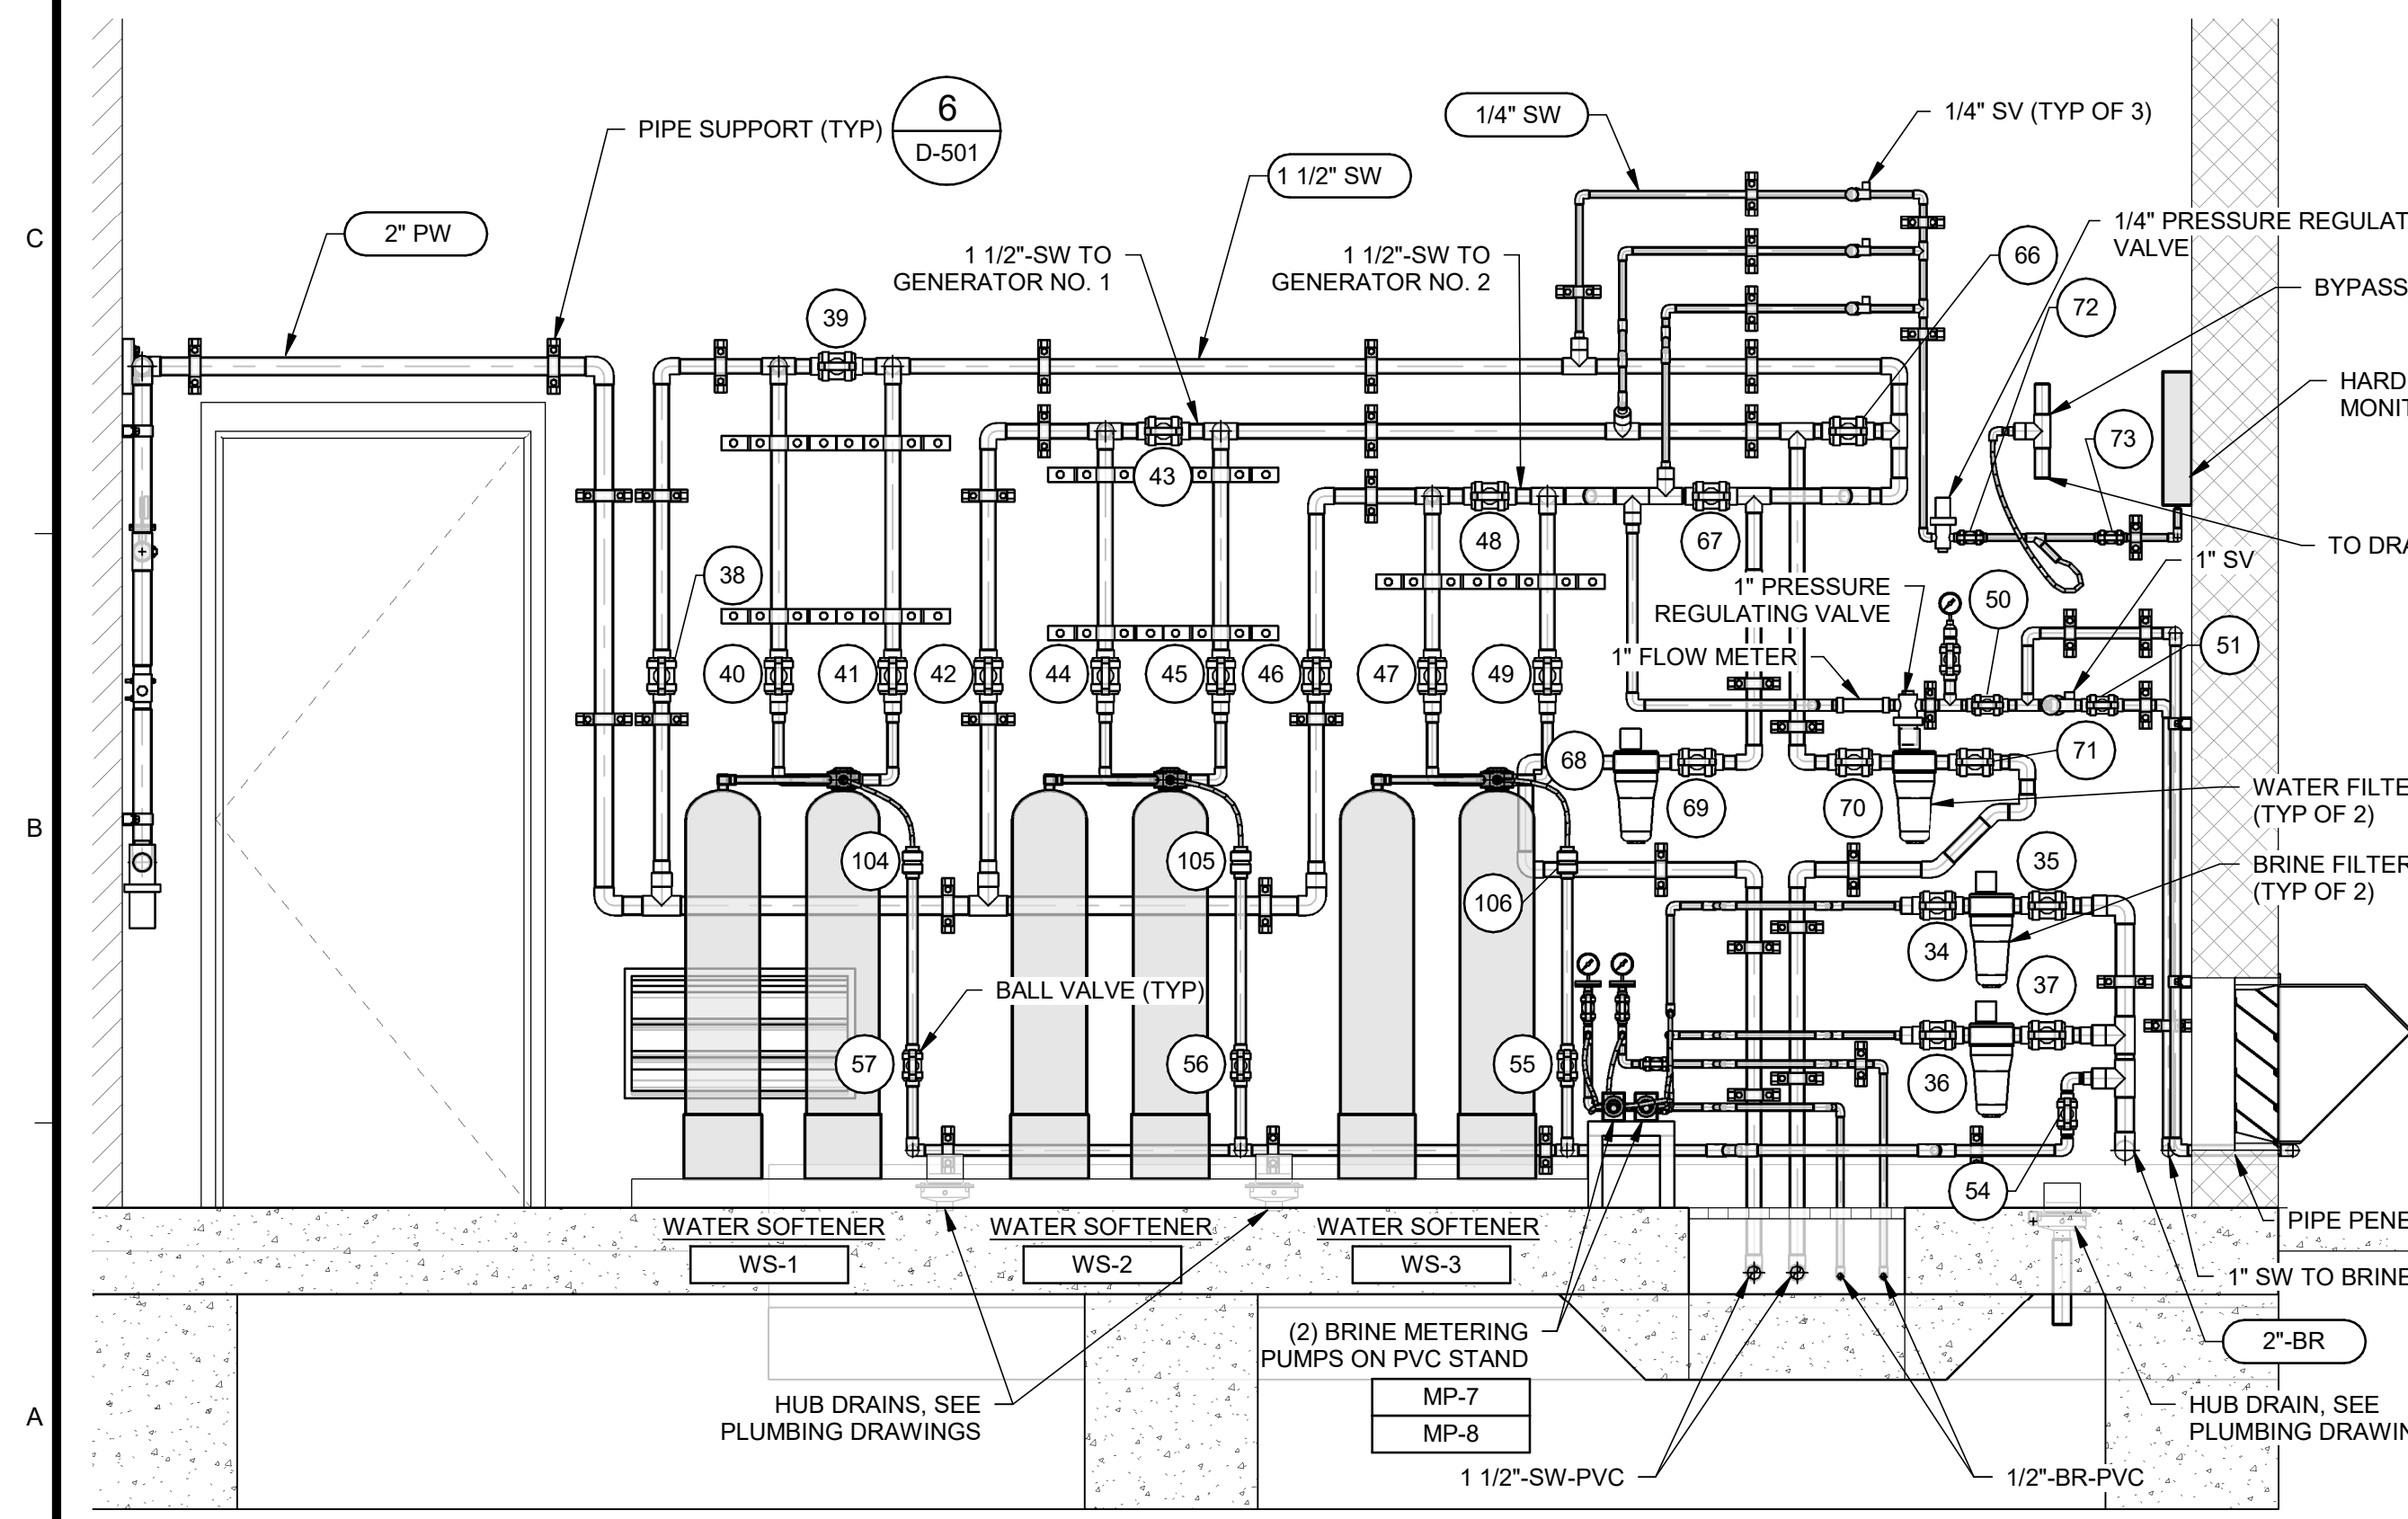 6
D-501
PIPE SUPPORT (TYP)
1/4" SW
1/4" SV (TYP OF 3)
1 1/2" SW
C
2" PW
1/4" PRESSURE REGULAT
VALVE
1 1/2"-SW TO
GENERATOR NO. 1
1 1/2"-SW TO
GENERATOR NO. 2
66
BYPASS
39
72
HARD
MONIT
73
43
48
67
TO DRA
1" SV
38
1" PRESSURE
REGULATING VALVE
50
51
1" FLOW METER
40
41
42
44
45
46
47
49
68
71
69
70
WATER FILTE
(TYP OF 2)
B
104
105
35
BRINE FILTER
(TYP OF 2)
106
34
37
BALL VALVE (TYP)
57
56
55
36
54
WATER SOFTENER
WS-1
WATER SOFTENER
WS-2
WATER SOFTENER
WS-3
PIPE PENE
1" SW TO BRINE
(2) BRINE METERING
PUMPS ON PVC STAND
MP-7
MP-8
2"-BR
A
HUB DRAINS, SEE
PLUMBING DRAWINGS
HUB DRAIN, SEE
PLUMBING DRAWIN
1 1/2"-SW-PVC
1/2"-BR-PVC